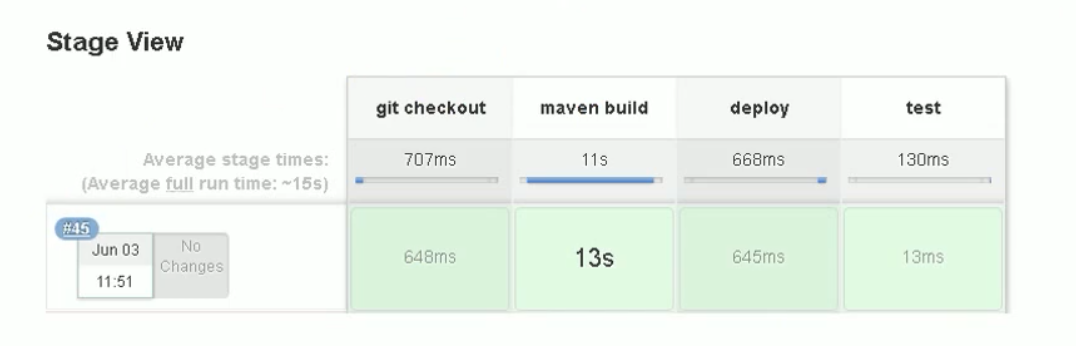 Stage View
git checkout maven build deploy test
Average stage times: 707ms 11s 668ms 130ms
(Average full run time: ~15s)
#45
Jun 03 No
Changes
11:51
648ms 13s 645ms 13ms